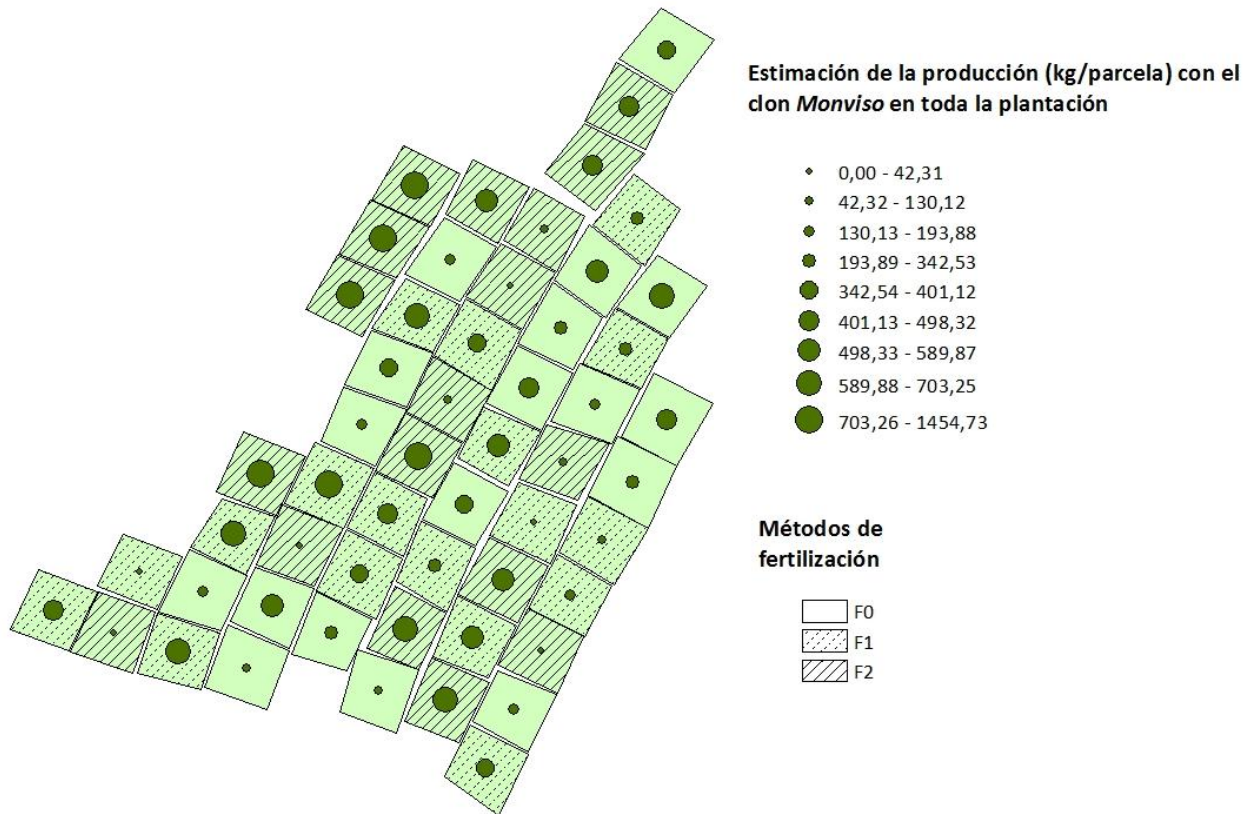 Estimación de la producción (kg/parcela) con el
clon Monviso en toda la plantación
0,00 - 42,31
42,32 - 130,12
130,13 - 193,88
193,89 - 342,53
342,54 - 401,12
401,13 - 498,32
498,33 - 589,87
589,88 - 703,25
703,26 - 1454,73
Métodos de
fertilización
F0
F1
F2